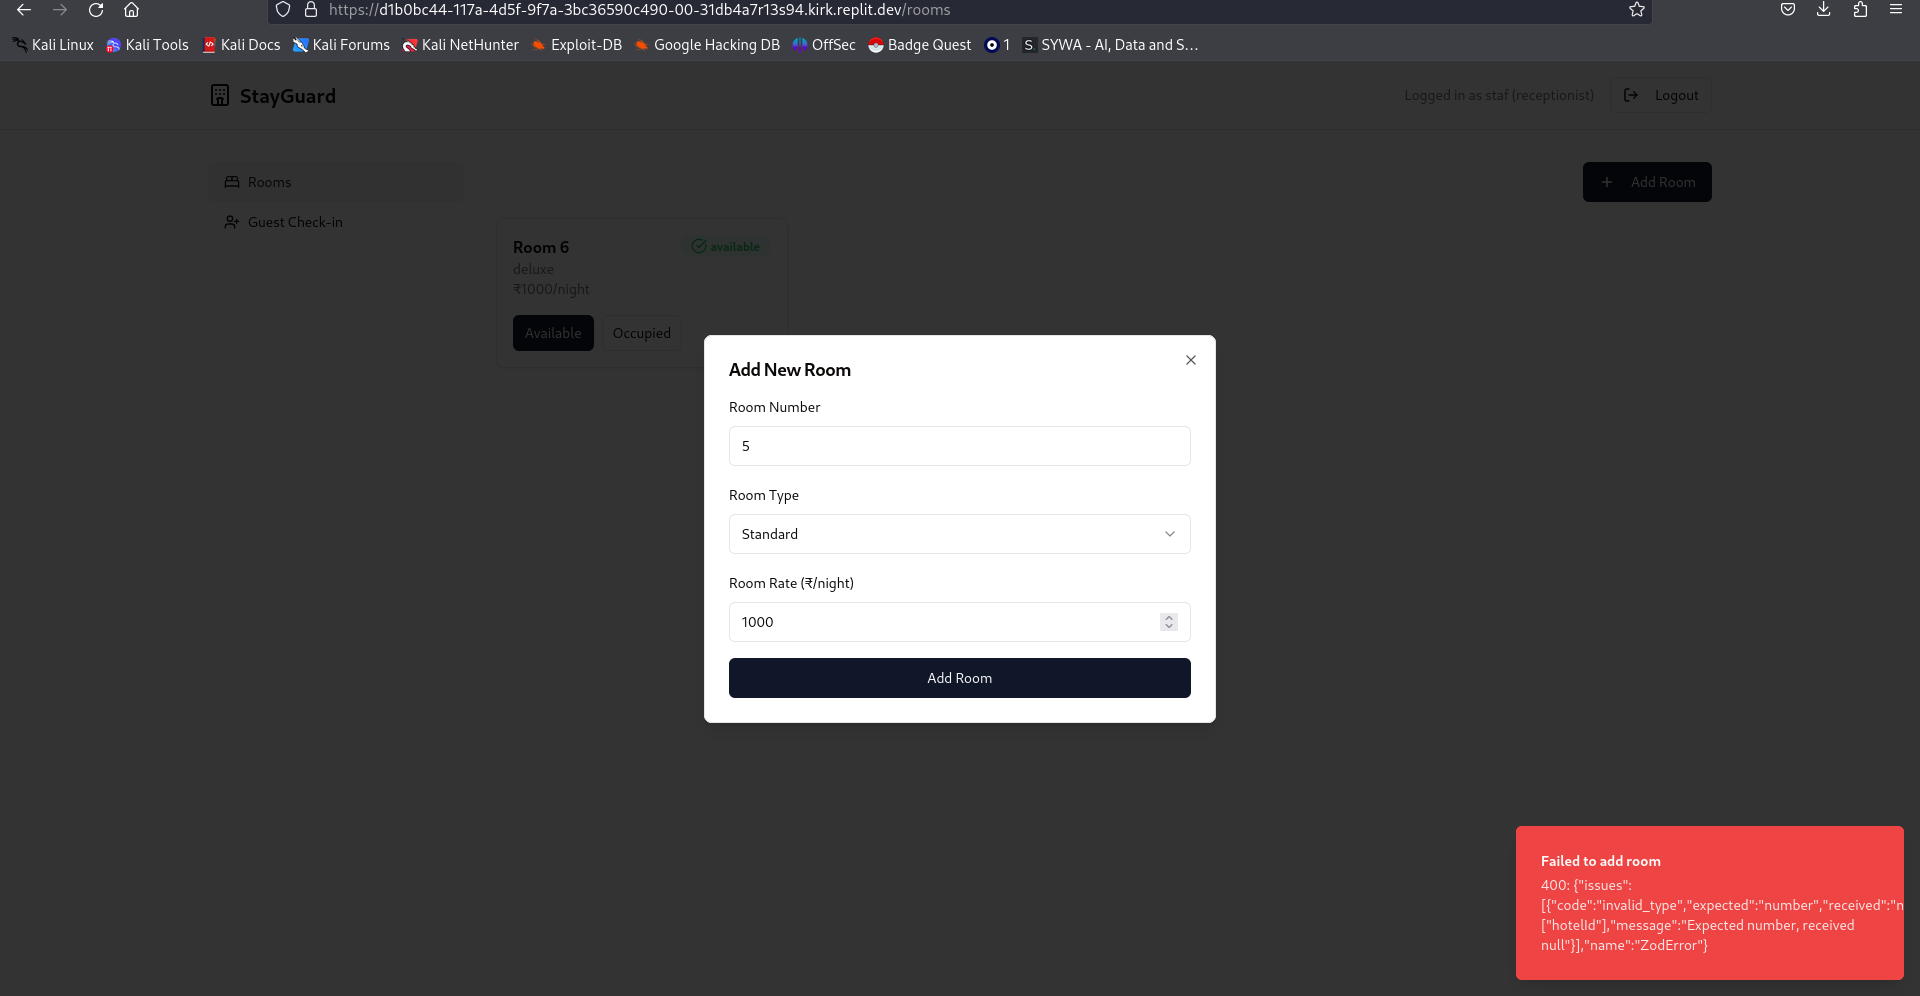 https://d1b0bc44-117a-4d5f-9f7a-3bc36590c490-00-31db4a7r13s94.kirk.replit.dev/rooms
Kali Linux Kali Tools Kali Docs Kali Forums Kali NetHunter Exploit-DB Google Hacking DB OffSec Badge Quest 1 S SYWA - AI, Data and S…
StayGuard
Logged in as staf (receptionist) Logout
Rooms
Guest Check-in
+ Add Room
Room 6
available
deluxe
₹1000/night
Available Occupied
Add New Room
Room Number
5
Room Type
Standard
Room Rate (₹/night)
1000
Add Room
Failed to add room
400: {"issues":
[{"code":"invalid_type","expected":"number","received":"n
["hotelId"],"message":"Expected number, received
null"}],"name":"ZodError"}